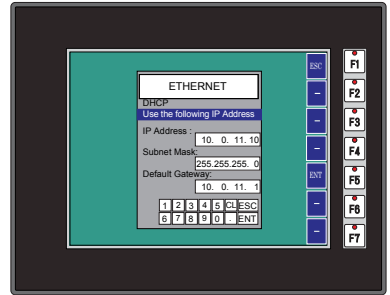 ETHERNET
DHCP
Use the following IP Address
IP Address :
10. 0. 11. 10
Subnet Mask:
255.255.255. 0
Default Gateway:
10. 0. 11. 1
1 2 3 4 5 CL ESC
6 7 8 9 0 . ENT
ESC
–
–
–
ENT
–
–
F1
F2
F3
F4
F5
F6
F7